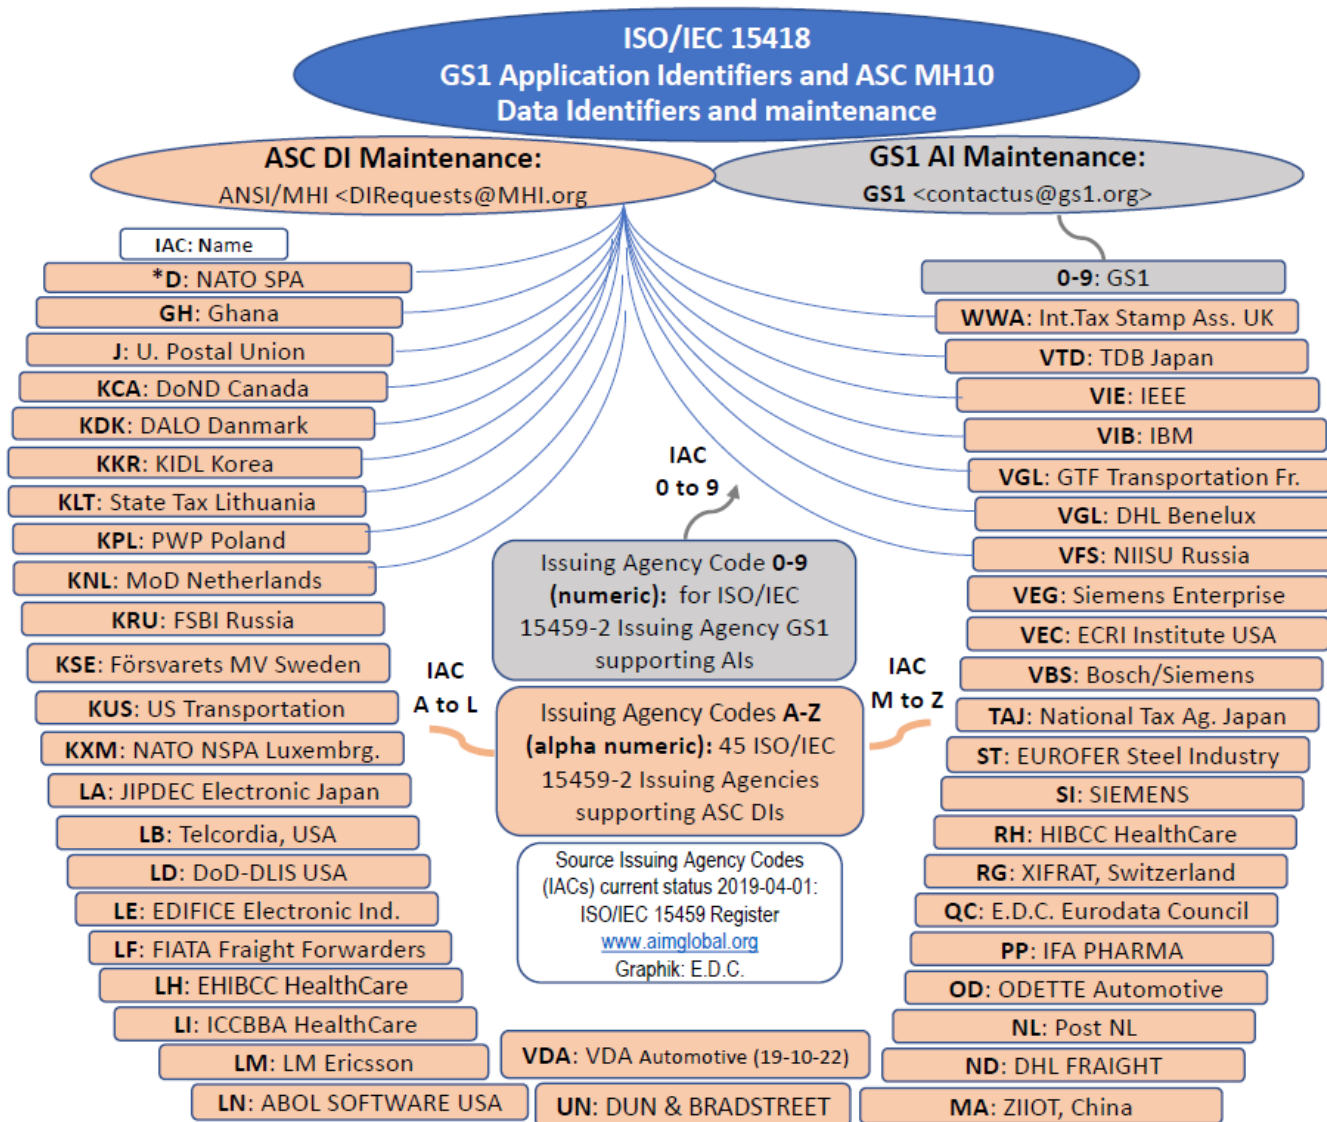 ISO/IEC 15418
GS1 Application Identifiers and ASC MH10
Data Identifiers and maintenance
ASC DI Maintenance:
ANSI/MHI <DIRequests@MHI.org
GS1 AI Maintenance:
GS1 <contactus@gs1.org>
IAC: Name
*D: NATO SPA
GH: Ghana
J: U. Postal Union
KCA: DoND Canada
KDK: DALO Danmark
KKR: KIDL Korea
KLT: State Tax Lithuania
KPL: PWP Poland
KNL: MoD Netherlands
KRU: FSBI Russia
KSE: Försvarets MV Sweden
KUS: US Transportation
KXM: NATO NSPA Luxembrg.
LA: JIPDEC Electronic Japan
LB: Telcordia, USA
LD: DoD-DLIS USA
LE: EDIFICE Electronic Ind.
LF: FIATA Freight Forwarders
LH: EHIBCC HealthCare
LI: ICCBBA HealthCare
LM: LM Ericsson
LN: ABOL SOFTWARE USA
IAC
0 to 9
Issuing Agency Code 0-9
(numeric): for ISO/IEC
15459-2 Issuing Agency GS1
supporting AIs
IAC
A to L
IAC
M to Z
Issuing Agency Codes A-Z
(alpha numeric): 45 ISO/IEC
15459-2 Issuing Agencies
supporting ASC DIs
Source Issuing Agency Codes
(IACs) current status 2019-04-01:
ISO/IEC 15459 Register
www.aimglobal.org
Graphik: E.D.C.
VDA: VDA Automotive (19-10-22)
UN: DUN & BRADSTREET
0-9: GS1
WWA: Int.Tax Stamp Ass. UK
VTD: TDB Japan
VIE: IEEE
VIB: IBM
VGL: GTF Transportation Fr.
VGL: DHL Benelux
VFS: NIISU Russia
VEG: Siemens Enterprise
VEC: ECRI Institute USA
VBS: Bosch/Siemens
TAJ: National Tax Ag. Japan
ST: EUROFER Steel Industry
SI: SIEMENS
RH: HIBCC HealthCare
RG: XIFRAT, Switzerland
QC: E.D.C. Eurodata Council
PP: IFA PHARMA
OD: ODETTE Automotive
NL: Post NL
ND: DHL FRAIGHT
MA: ZIIOT, China